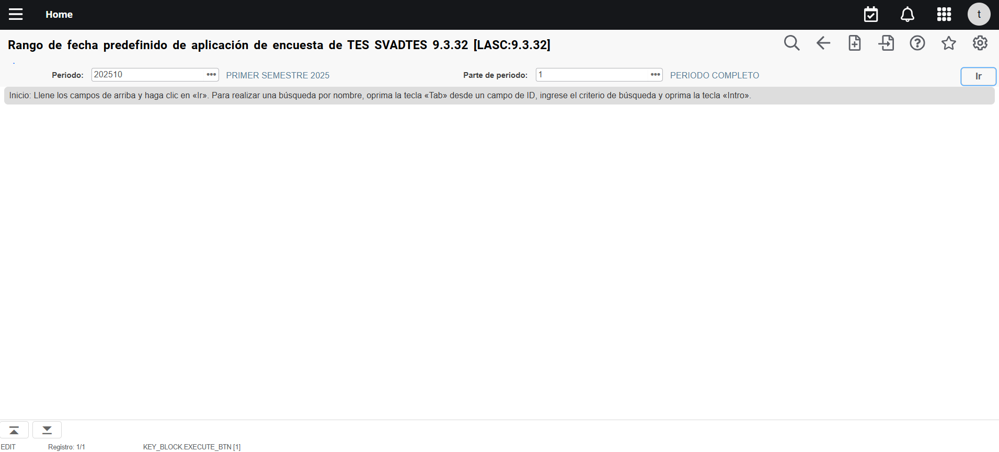 Home
t
Rango de fecha predefinido de aplicación de encuesta de TES SVADTES 9.3.32 [LASC:9.3.32]
Periodo: 202510 ••• PRIMER SEMESTRE 2025 Parte de periodo: 1 ••• PERIODO COMPLETO Ir
Inicio: Llene los campos de arriba y haga clic en «Ir». Para realizar una búsqueda por nombre, oprima la tecla «Tab» desde un campo de ID, ingrese el criterio de búsqueda y oprima la tecla «Intro».
EDIT Registro: 1/1 KEY_BLOCK.EXECUTE_BTN [1]